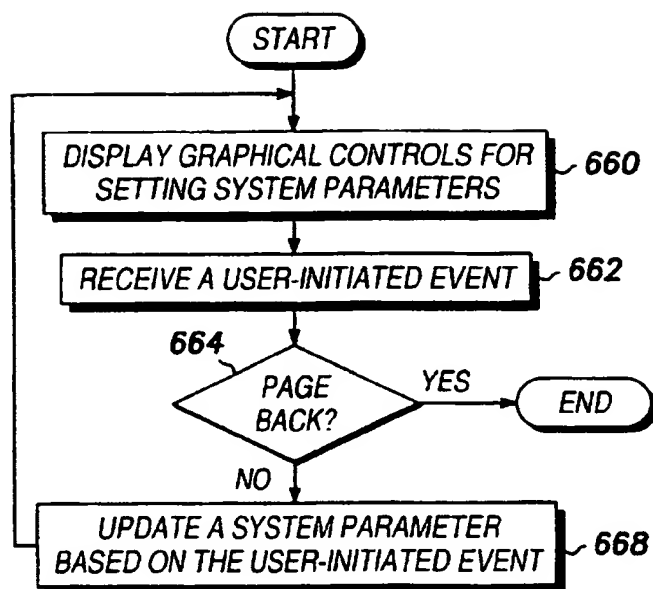 START
DISPLAY GRAPHICAL CONTROLS FOR
SETTING SYSTEM PARAMETERS
660
RECEIVE A USER-INITIATED EVENT
662
664
PAGE
BACK?
YES
END
NO
UPDATE A SYSTEM PARAMETER
BASED ON THE USER-INITIATED EVENT
668